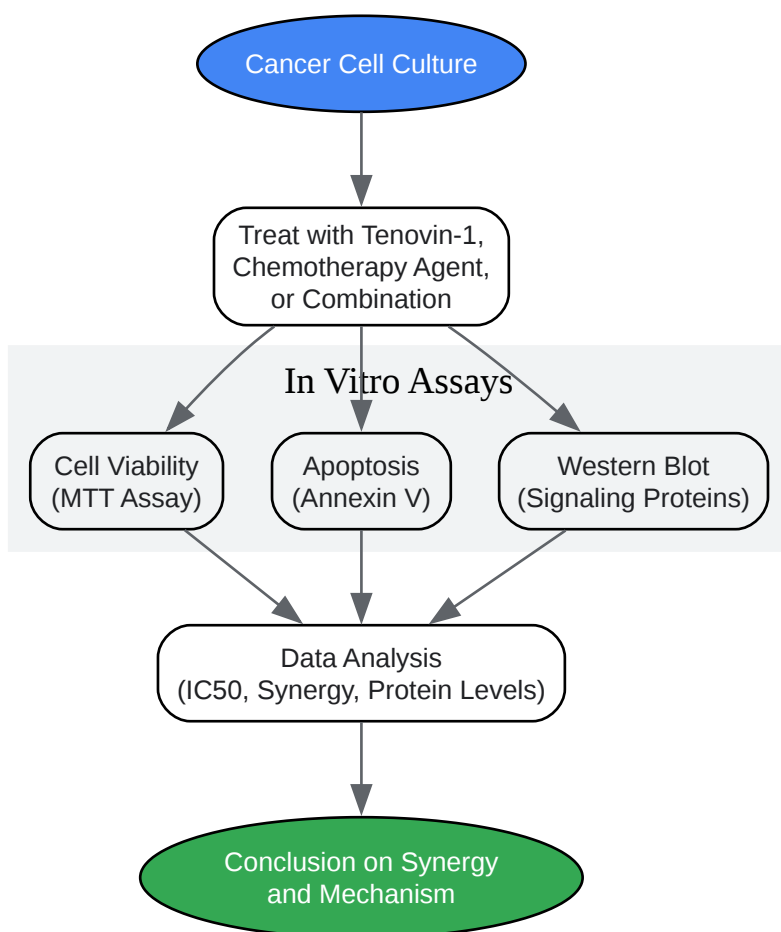 Cancer Cell Culture
Treat with Tenovin-1,
Chemotherapy Agent,
or Combination
In Vitro Assays
Cell Viability
(MTT Assay)
Apoptosis
(Annexin V)
Western Blot
(Signaling Proteins)
Data Analysis
(IC50, Synergy, Protein Levels)
Conclusion on Synergy
and Mechanism